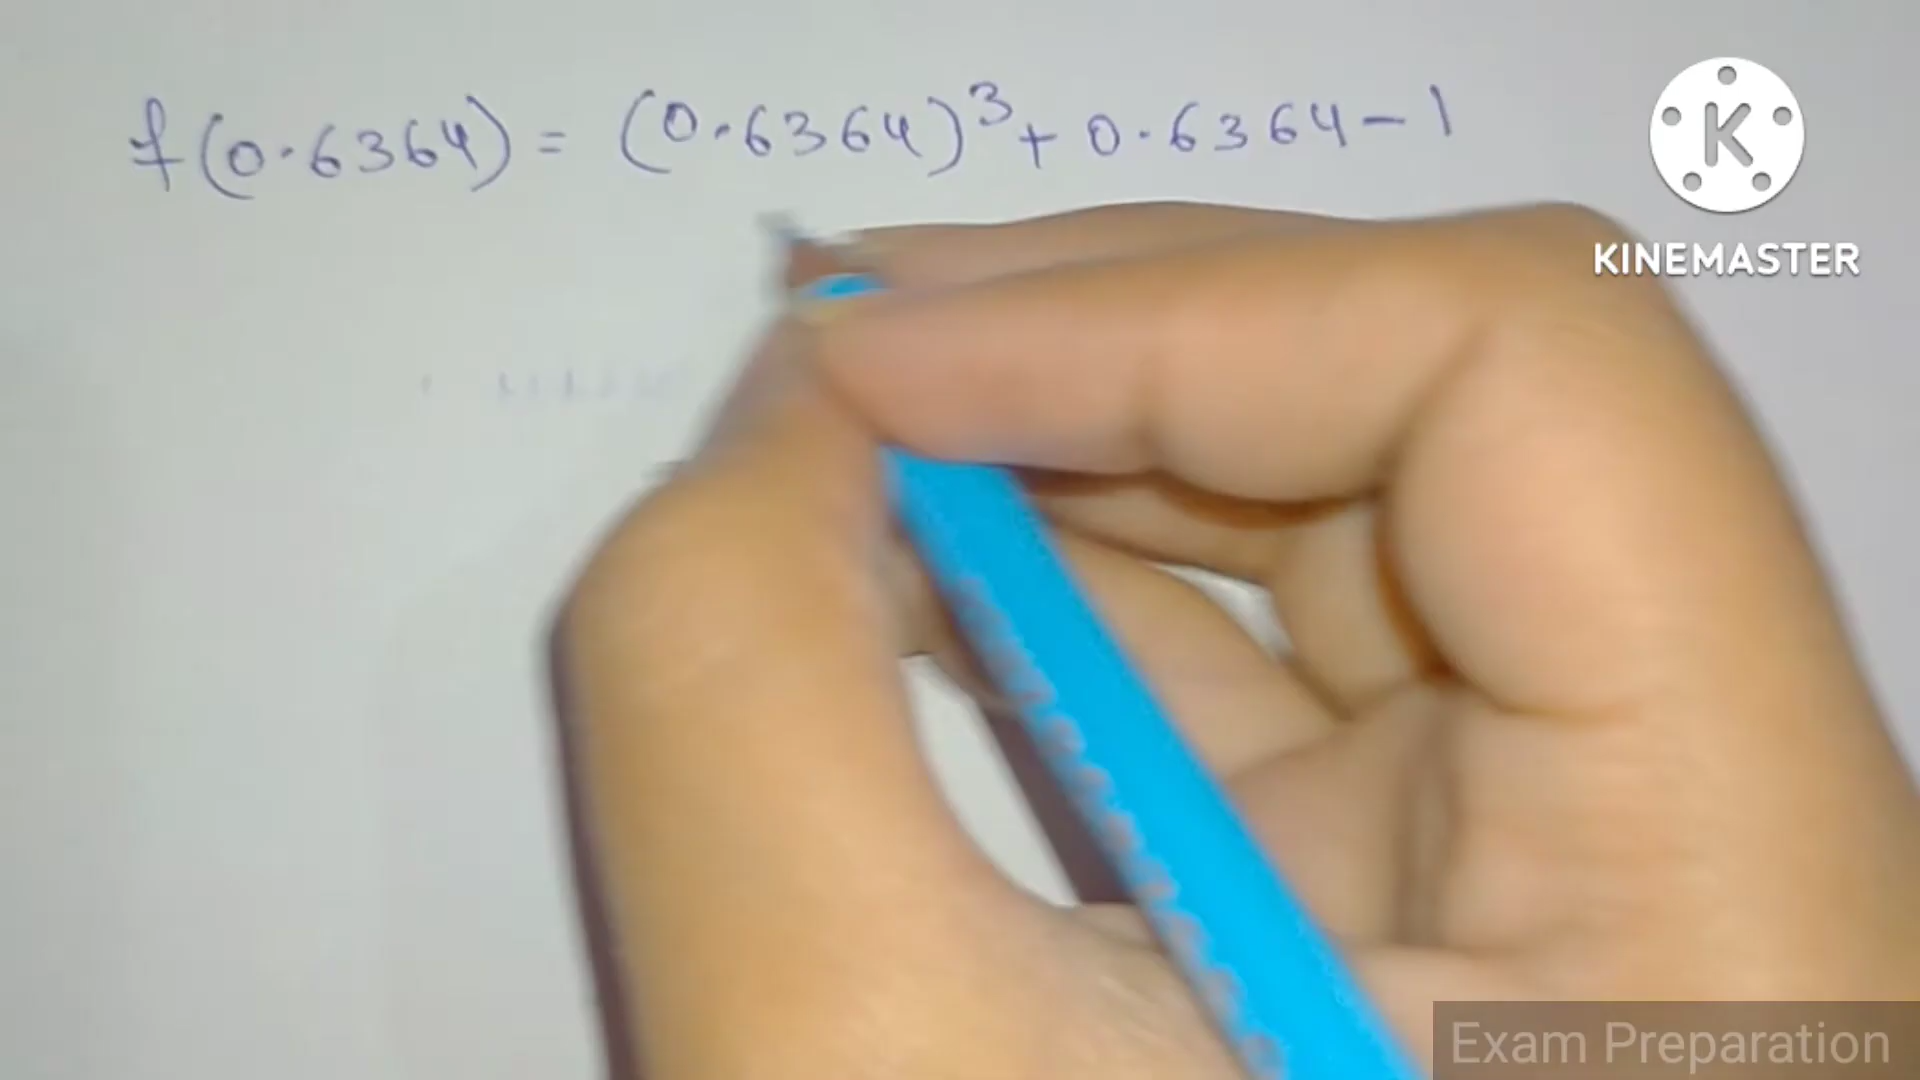 f(0.6364) = (0.6364)³ + 0.6364 - 1
K
KINEMASTER
Exam Preparation